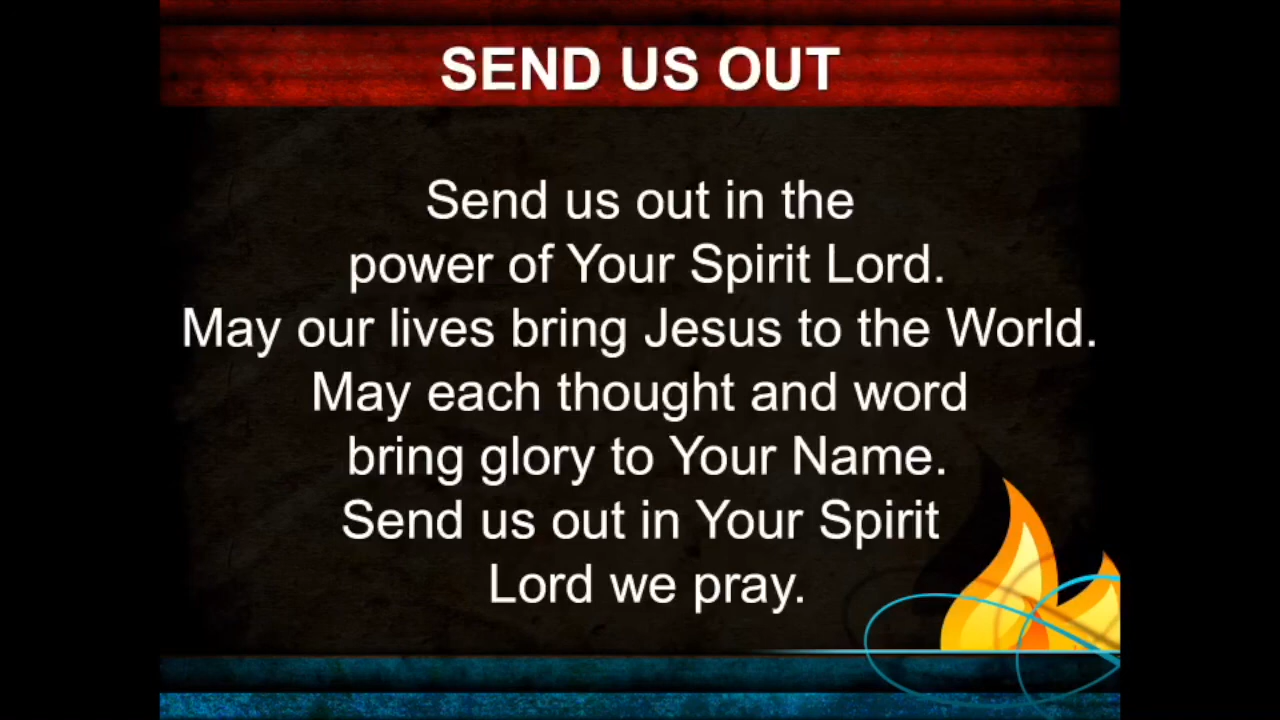 SEND US OUT
Send us out in the
power of Your Spirit Lord.
May our lives bring Jesus to the World.
May each thought and word
bring glory to Your Name.
Send us out in Your Spirit
Lord we pray.